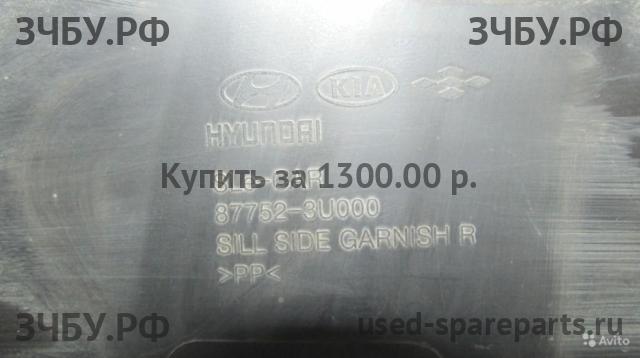 ЗЧБУ.РФ ЗЧБУ.РФ
KIA
HYUNDAI
Купить за 1300.00 р.
87752-3U000
SILL SIDE GARNISH R
>PP<
ЗЧБУ.РФ used-spareparts.ru
Avito